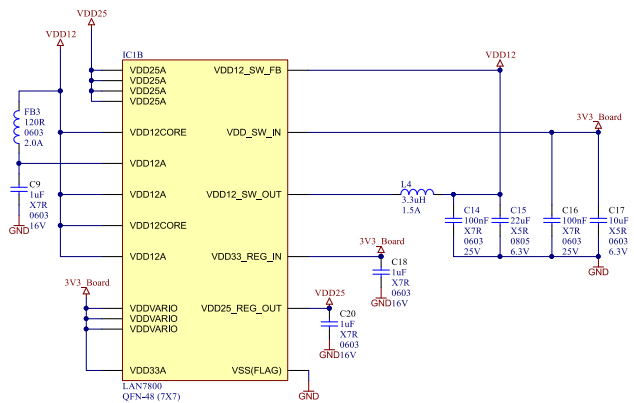 VDD25
VDD12
IC1B
VDD12
VDD25A
VDD25A
VDD25A
VDD25A
VDD12_SW_FB
FB3
120R
0603
2.0A
VDD12CORE
VDD_SW_IN
3V3_Board
VDD12A
C9
1uF
X7R
0603
16V
GND
VDD12A
VDD12_SW_OUT
L4
3.3uH
1.5A
C14
100nF
X7R
0603
25V
C15
22uF
X5R
0805
6.3V
C16
100nF
X7R
0603
25V
C17
10uF
X5R
0603
6.3V
GND
VDD12CORE
VDD12A
VDD33_REG_IN
3V3_Board
C18
1uF
X7R
0603
16V
GND
3V3_Board
VDDVARIO
VDDVARIO
VDDVARIO
VDD25_REG_OUT
VDD25
C20
1uF
X7R
0603
16V
GND
VDD33A
VSS(FLAG)
GND
LAN7800
QFN-48 (7X7)